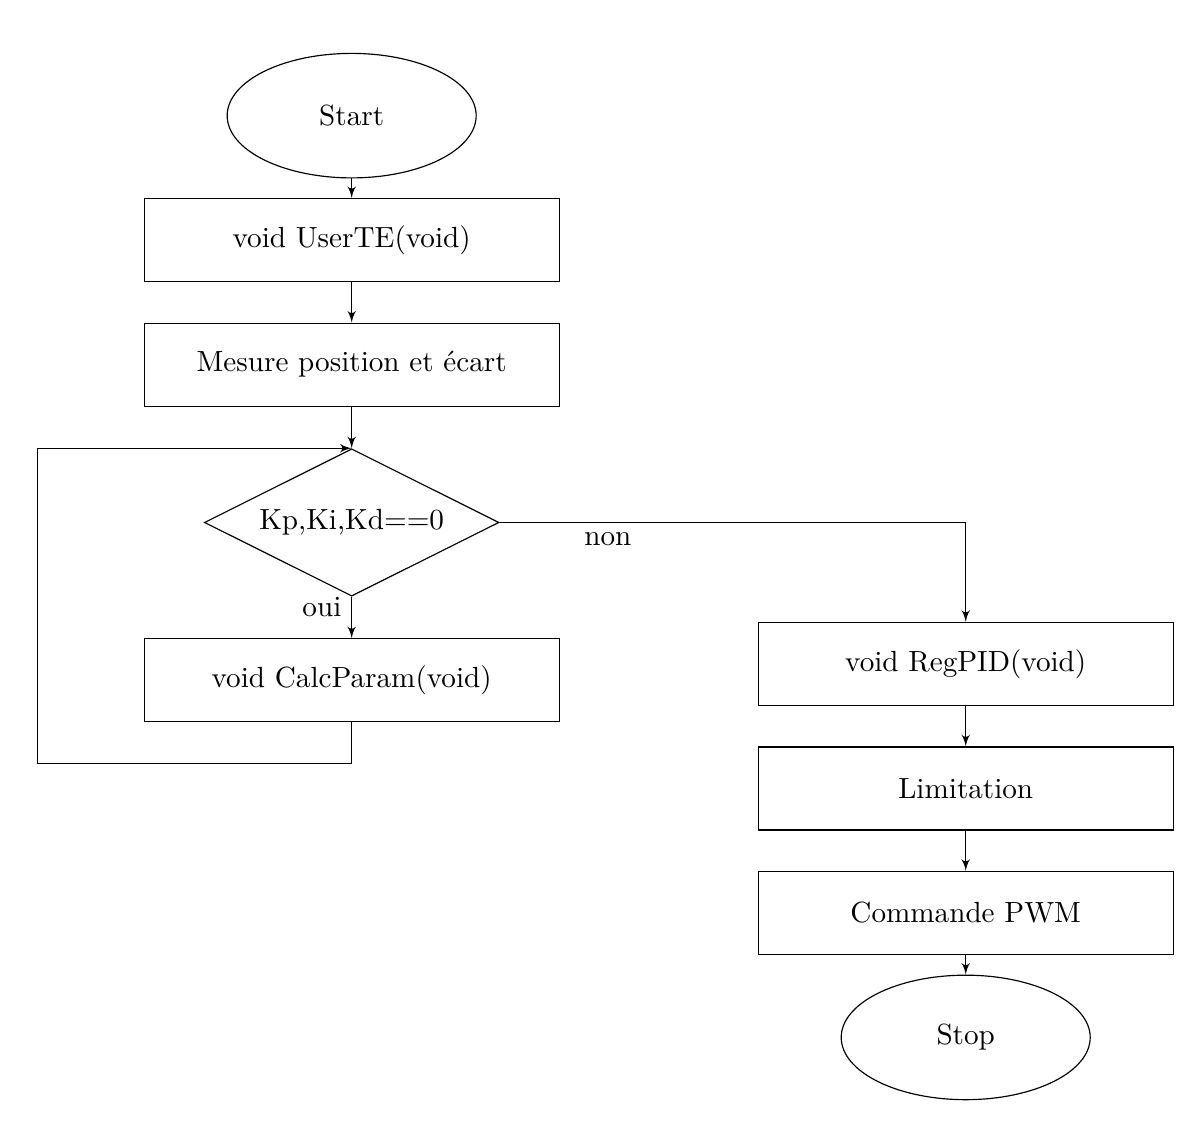 Start
void UserTE(void)
Mesure position et écart
Kp,Ki,Kd==0
non
oui
void CalcParam(void)
void RegPID(void)
Limitation
Commande PWM
Stop